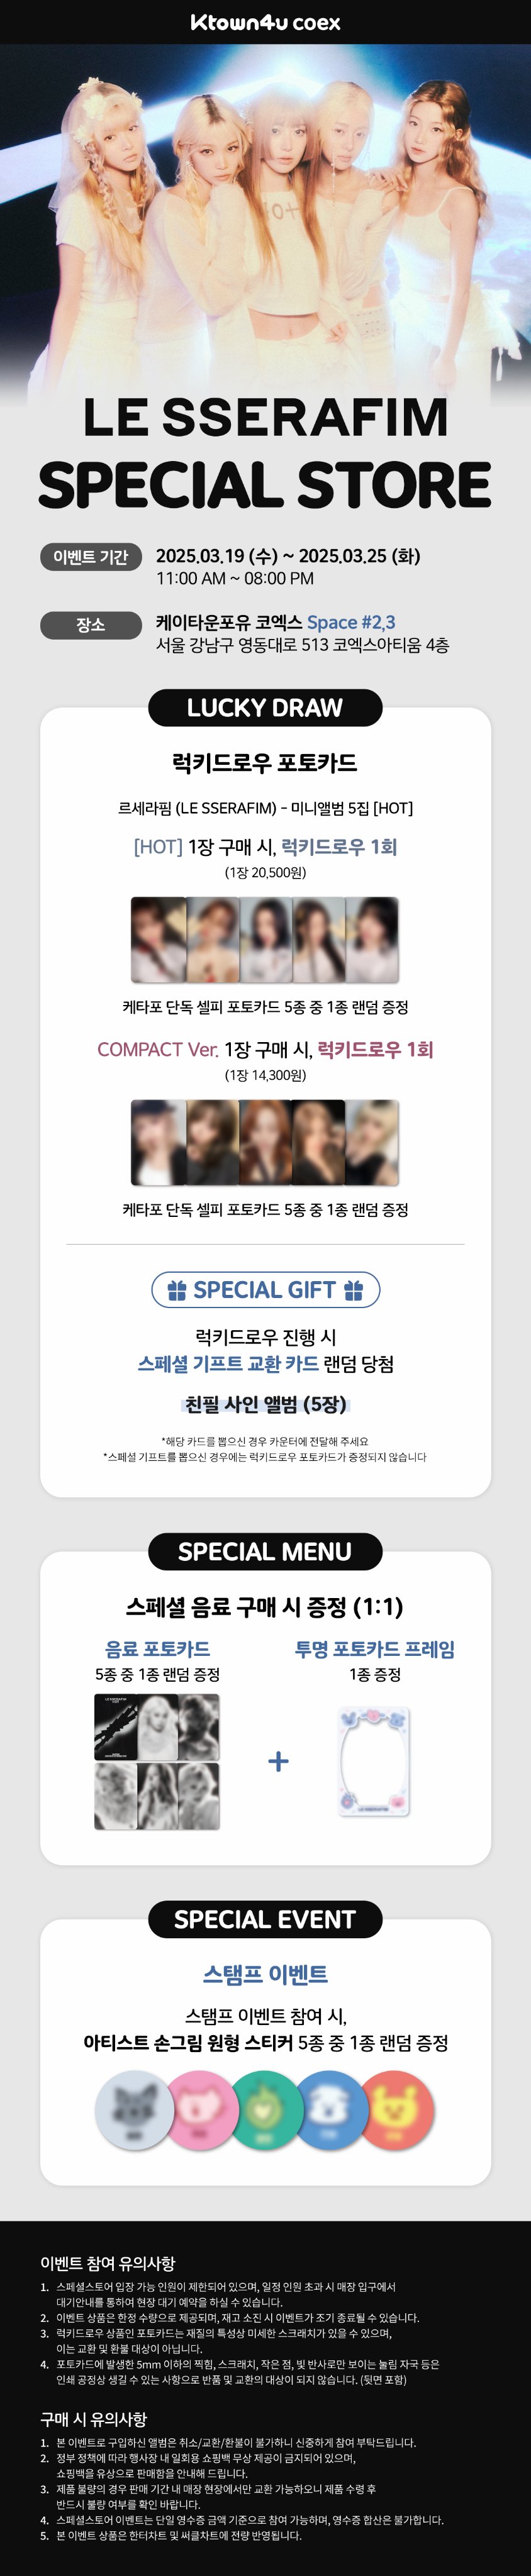 Ktown4u coex
LE SSERAFIM
SPECIAL STORE
이벤트 기간
2025.03.19 (수) ~ 2025.03.25 (화)
11:00 AM ~ 08:00 PM
장소
케이타운포유 코엑스 Space #2,3
서울 강남구 영동대로 513 코엑스아티움 4층
LUCKY DRAW
럭키드로우 포토카드
르세라핌 (LE SSERAFIM) - 미니앨범 5집 [HOT]
[HOT] 1장 구매 시, 럭키드로우 1회
(1장 20,500원)
케타포 단독 셀피 포토카드 5종 중 1종 랜덤 증정
COMPACT Ver. 1장 구매 시, 럭키드로우 1회
(1장 14,300원)
케타포 단독 셀피 포토카드 5종 중 1종 랜덤 증정
SPECIAL GIFT
럭키드로우 진행 시
스페셜 기프트 교환 카드 랜덤 당첨
친필 사인 앨범 (5장)
*해당 카드를 뽑으신 경우 카운터에 전달해 주세요
*스페셜 기프트를 뽑으신 경우에는 럭키드로우 포토카드가 증정되지 않습니다
SPECIAL MENU
스페셜 음료 구매 시 증정 (1:1)
음료 포토카드
5종 중 1종 랜덤 증정
투명 포토카드 프레임
1종 증정
LE SSERAFIM
+
LE SSERAFIM
SPECIAL EVENT
스탬프 이벤트
스탬프 이벤트 참여 시,
아티스트 손그림 원형 스티커 5종 중 1종 랜덤 증정
이벤트 참여 유의사항
1. 스페셜스토어 입장 가능 인원이 제한되어 있으며, 일정 인원 초과 시 매장 입구에서
대기안내를 통하여 현장 대기 예약을 하실 수 있습니다.
2. 이벤트 상품은 한정 수량으로 제공되며, 재고 소진 시 이벤트가 조기 종료될 수 있습니다.
3. 럭키드로우 상품인 포토카드는 재질의 특성상 미세한 스크래치가 있을 수 있으며,
이는 교환 및 환불 대상이 아닙니다.
4. 포토카드에 발생한 5mm 이하의 찍힘, 스크래치, 작은 점, 빛 반사로만 보이는 눌림 자국 등은
인쇄 공정상 생길 수 있는 사항으로 반품 및 교환의 대상이 되지 않습니다. (뒷면 포함)
구매 시 유의사항
1. 본 이벤트로 구입하신 앨범은 취소/교환/환불이 불가하니 신중하게 참여 부탁드립니다.
2. 정부 정책에 따라 행사장 내 일회용 쇼핑백 무상 제공이 금지되어 있으며,
쇼핑백을 유상으로 판매함을 안내해 드립니다.
3. 제품 불량의 경우 판매 기간 내 매장 현장에서만 교환 가능하오니 제품 수령 후
반드시 불량 여부를 확인 바랍니다.
4. 스페셜스토어 이벤트는 단일 영수증 금액 기준으로 참여 가능하며, 영수증 합산은 불가합니다.
5. 본 이벤트 상품은 한터차트 및 써클차트에 전량 반영됩니다.